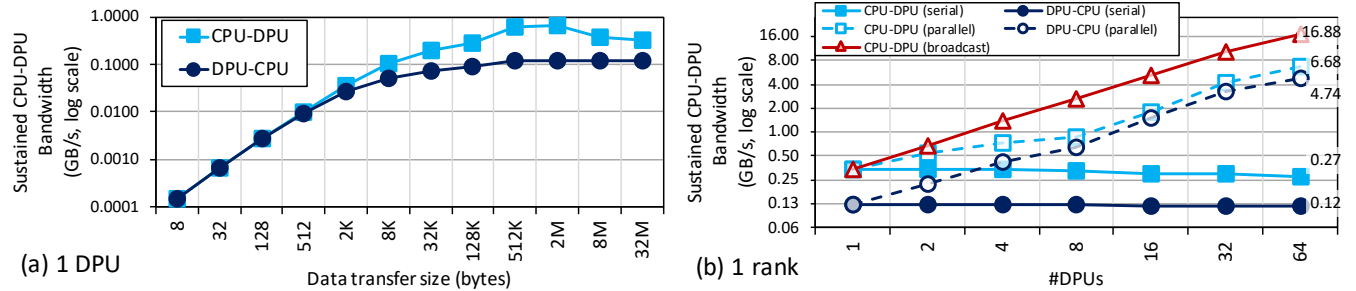 Sustained CPU-DPU
Bandwidth
(GB/s, log scale)
1.0000
0.1000
0.0100
0.0010
0.0001
CPU-DPU
DPU-CPU
8
32
128
512
2K
8K
32K
128K
512K
2M
8M
32M
Data transfer size (bytes)
(a) 1 DPU
Sustained CPU-DPU
Bandwidth
(GB/s, log scale)
16.00
8.00
4.00
2.00
1.00
0.50
0.25
0.13
0.06
CPU-DPU (serial)
DPU-CPU (serial)
CPU-DPU (parallel)
DPU-CPU (parallel)
CPU-DPU (broadcast)
16.88
6.68
4.74
0.27
0.12
1
2
4
8
16
32
64
#DPUs
(b) 1 rank